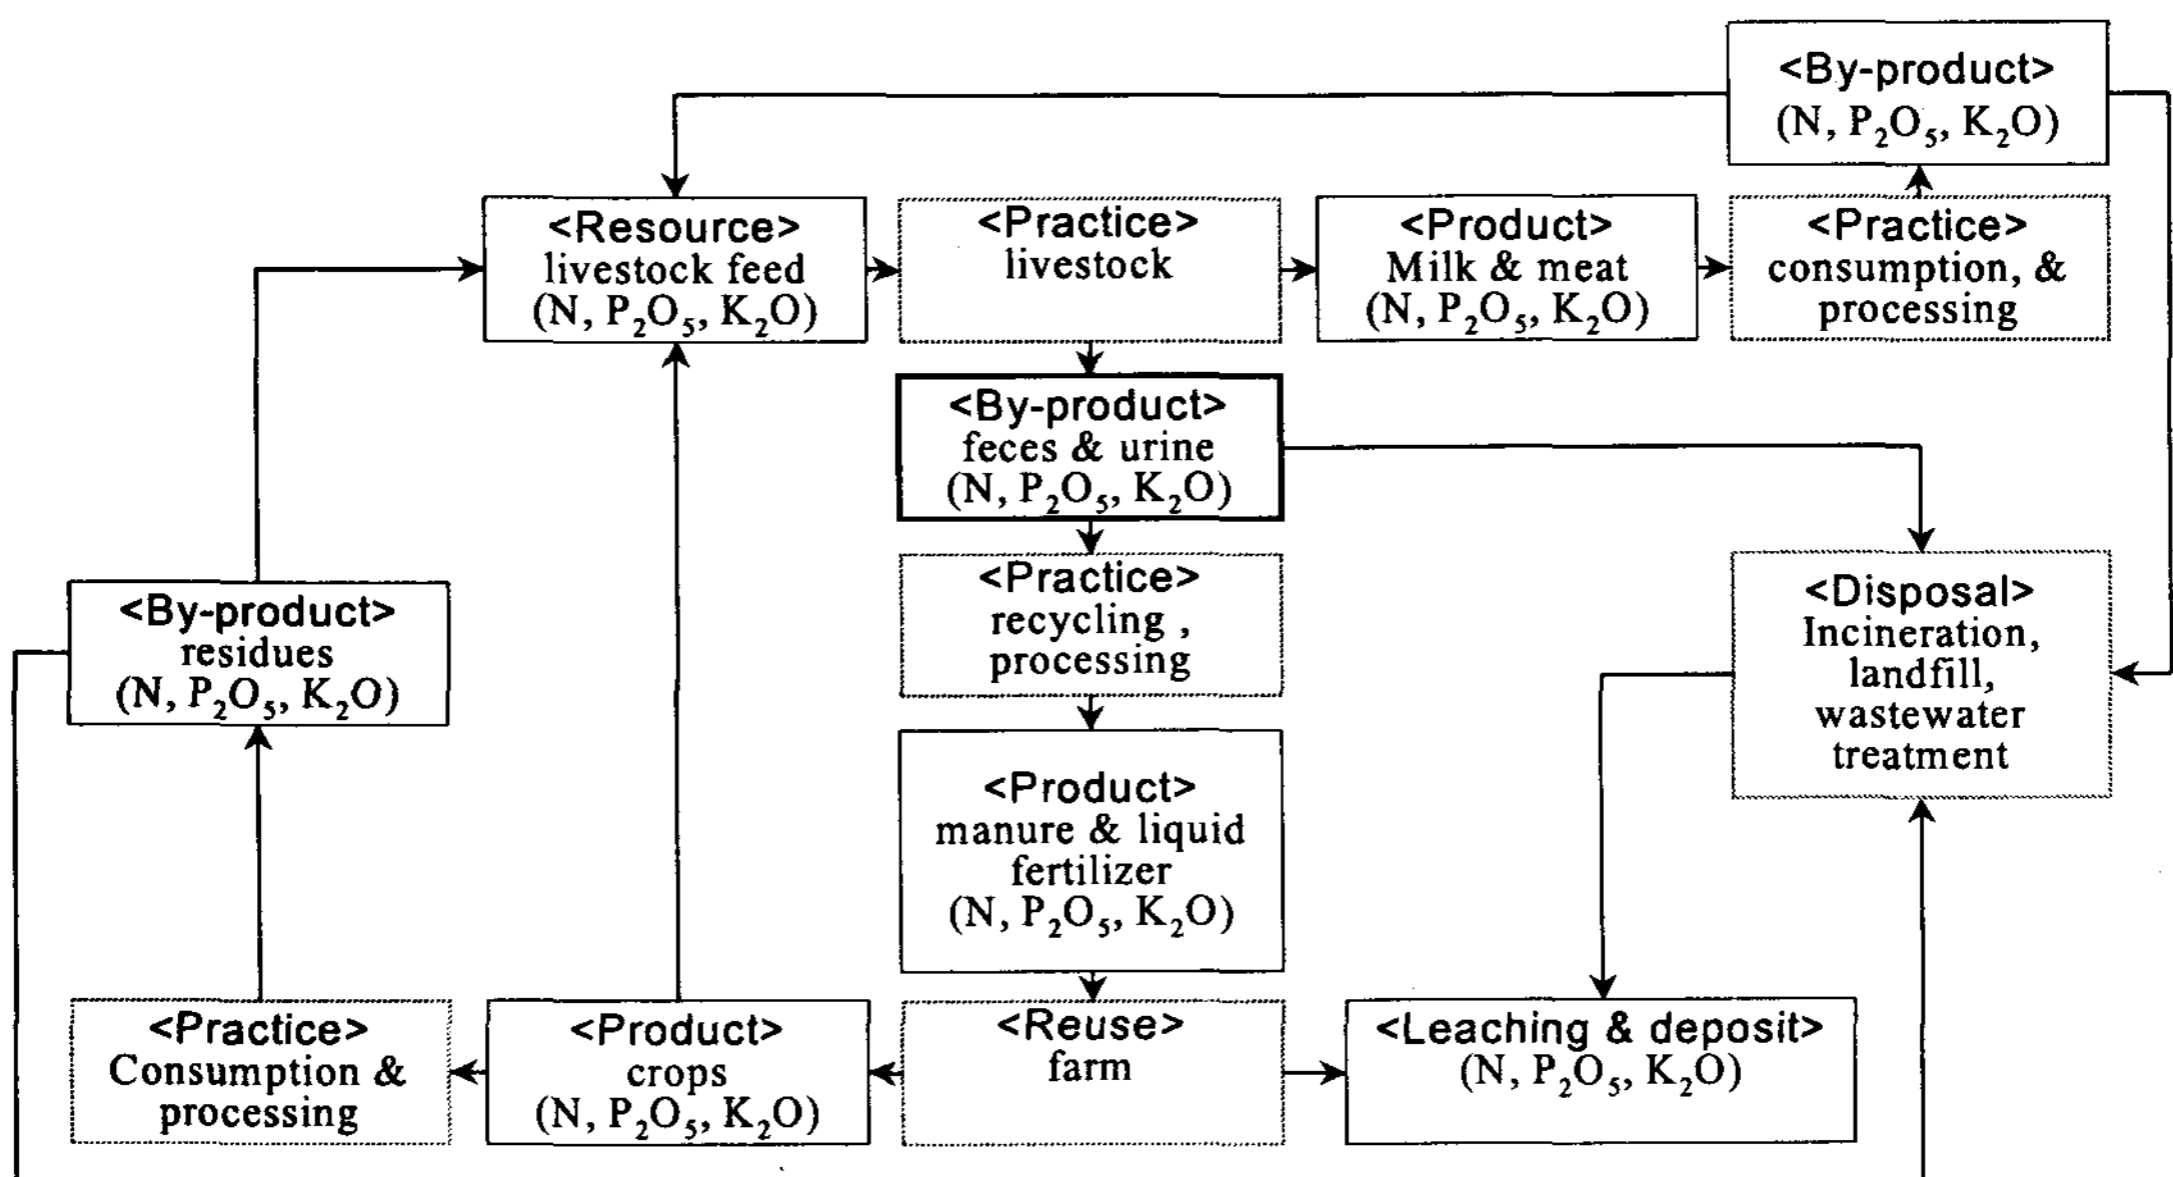 <By-product>
(N, P₂O₅, K₂O)
<Resource>
livestock feed
(N, P₂O₅, K₂O)
<Practice>
livestock
<Product>
Milk & meat
(N, P₂O₅, K₂O)
<Practice>
consumption, &
processing
<By-product>
feces & urine
(N, P₂O₅, K₂O)
<By-product>
residues
(N, P₂O₅, K₂O)
<Practice>
recycling ,
processing
<Disposal>
Incineration,
landfill,
wastewater
treatment
<Product>
manure & liquid
fertilizer
(N, P₂O₅, K₂O)
<Practice>
Consumption &
processing
<Product>
crops
(N, P₂O₅, K₂O)
<Reuse>
farm
<Leaching & deposit>
(N, P₂O₅, K₂O)